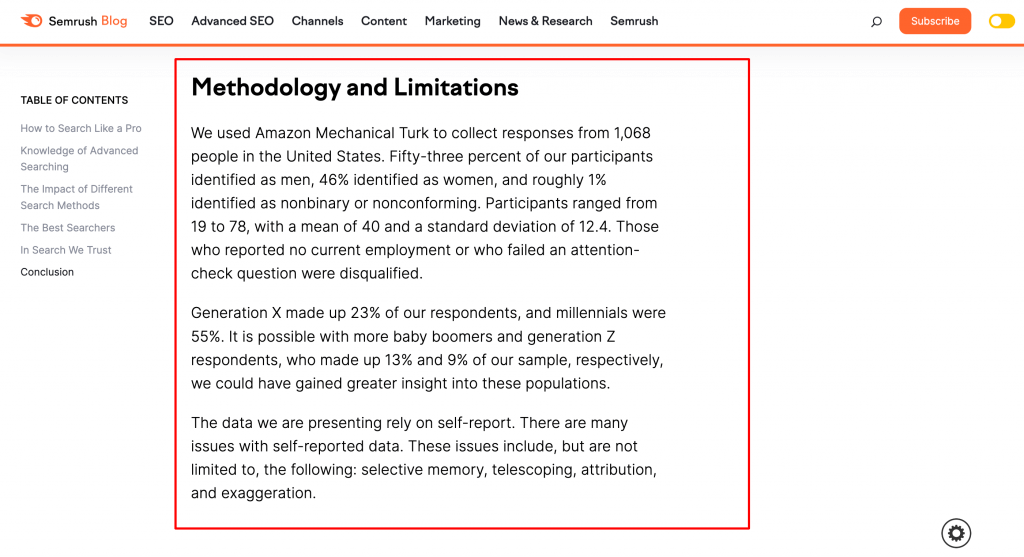 Semrush Blog SEO Advanced SEO Channels Content Marketing News & Research Semrush Subscribe
TABLE OF CONTENTS
How to Search Like a Pro
Knowledge of Advanced
Searching
The Impact of Different
Search Methods
The Best Searchers
In Search We Trust
Conclusion
Methodology and Limitations
We used Amazon Mechanical Turk to collect responses from 1,068
people in the United States. Fifty-three percent of our participants
identified as men, 46% identified as women, and roughly 1%
identified as nonbinary or nonconforming. Participants ranged from
19 to 78, with a mean of 40 and a standard deviation of 12.4. Those
who reported no current employment or who failed an attention-
check question were disqualified.
Generation X made up 23% of our respondents, and millennials were
55%. It is possible with more baby boomers and generation Z
respondents, who made up 13% and 9% of our sample, respectively,
we could have gained greater insight into these populations.
The data we are presenting rely on self-report. There are many
issues with self-reported data. These issues include, but are not
limited to, the following: selective memory, telescoping, attribution,
and exaggeration.